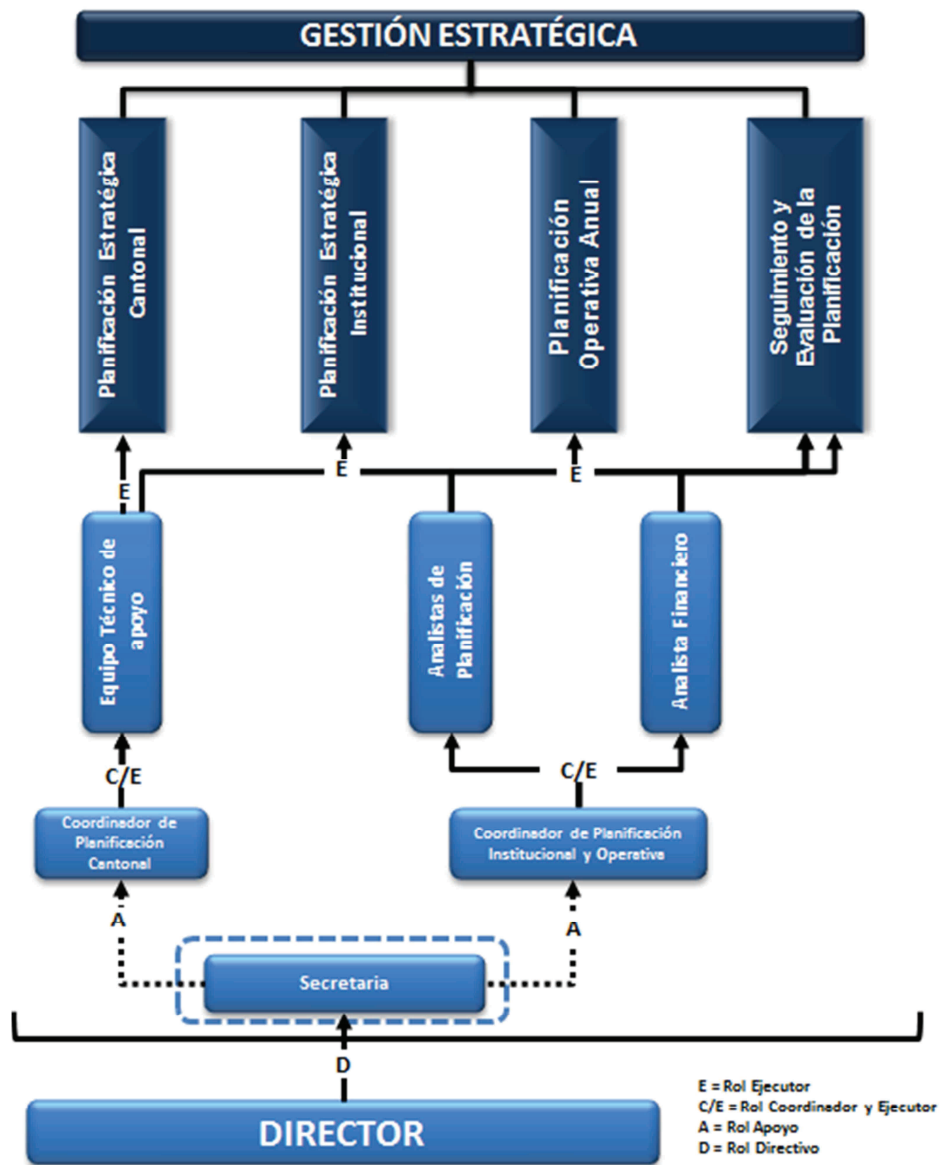 GESTIÓN ESTRATÉGICA
Planificación Estratégica
Cantonal
Planificación Estratégica
Institucional
Planificación
Operativa Anual
Seguimiento y
Evaluación de la
Planificación
E
E
E
Equipo Técnico de
apoyo
Analistas de
Planificación
Analista Financiero
C/E
C/E
Coordinador de
Planificación
Cantonal
Coordinador de Planificación
Institucional y Operativa
A
A
Secretaria
D
DIRECTOR
E = Rol Ejecutor
C/E = Rol Coordinador y Ejecutor
A = Rol Apoyo
D = Rol Directivo